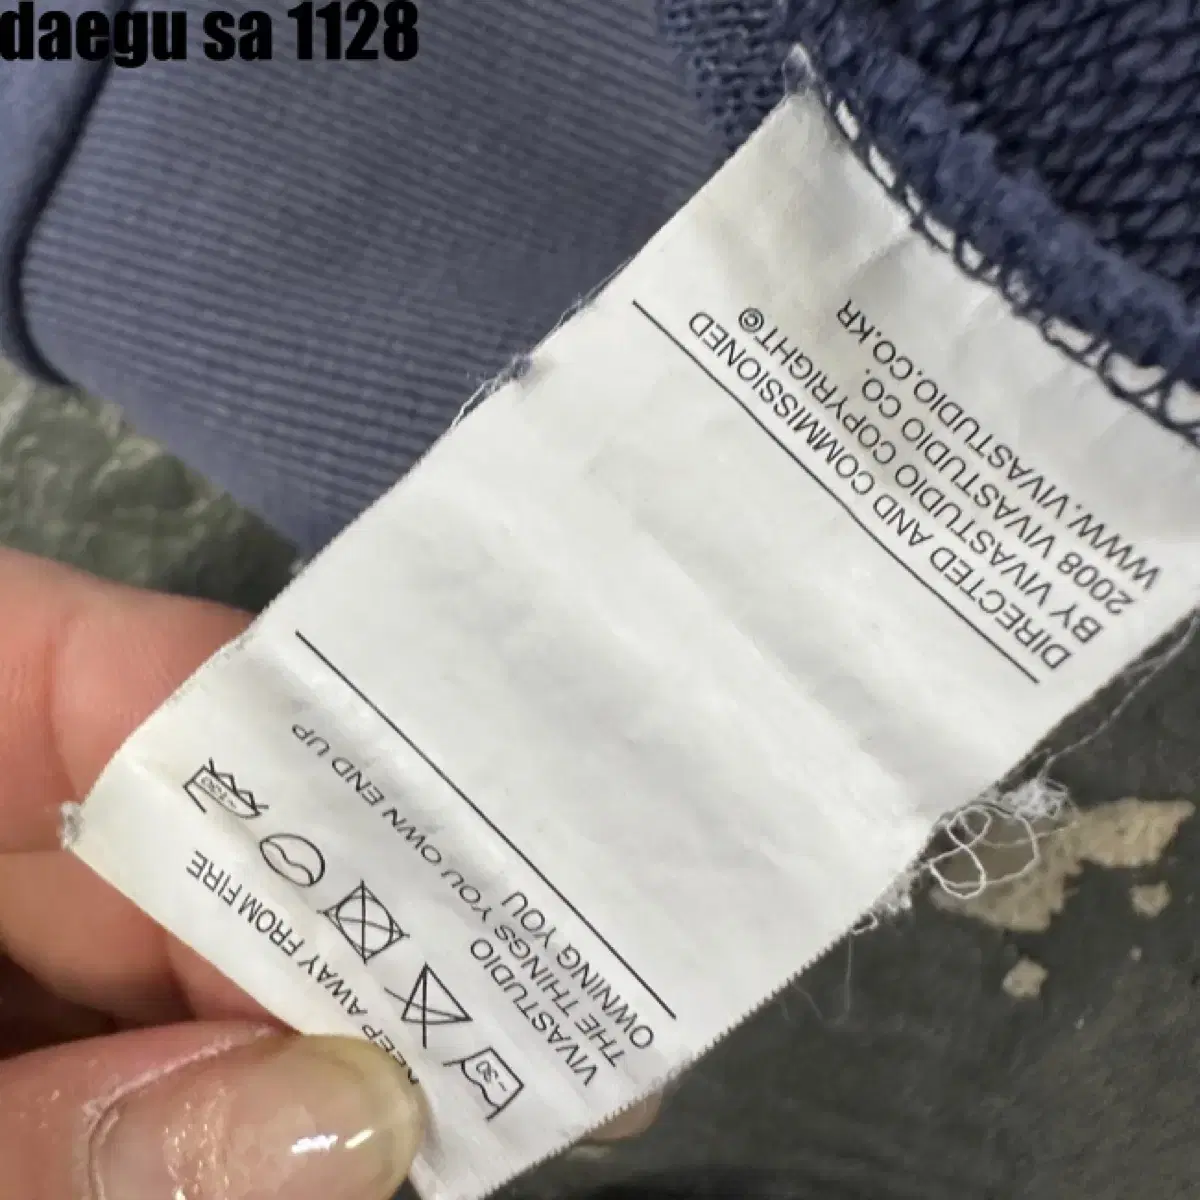 daegu sa 1128
DIRECTED AND COMMISSIONED
BY VIVASTUDIO COPYRIGHT ©
2008 VIVASTUDIO CO.
WWW.VIVASTUDIO.CO.KR
OWNING YOU
THE THINGS YOU OWN END UP
VIVASTUDIO
KEEP AWAY FROM FIRE